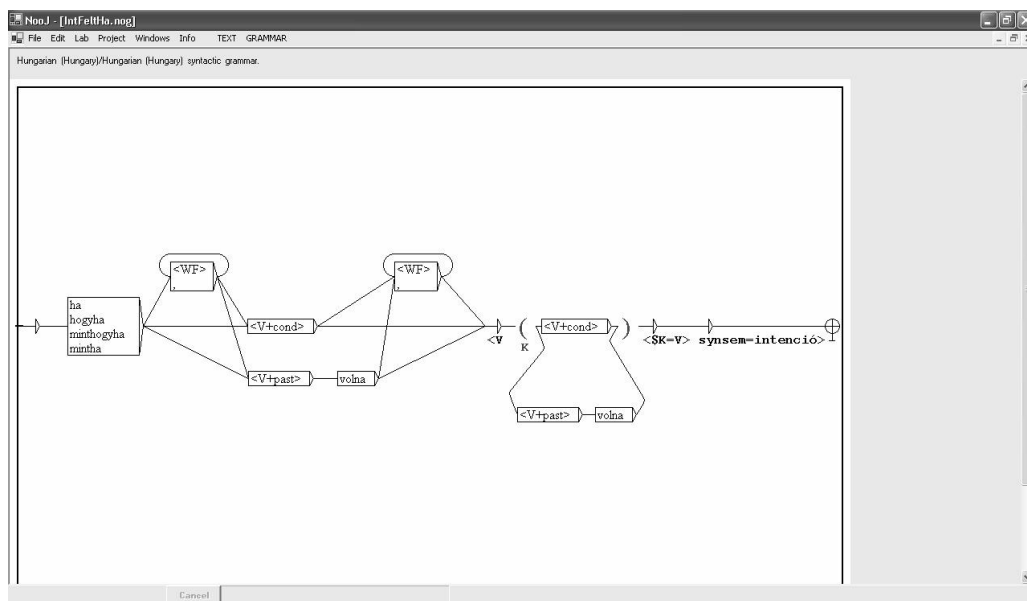 NooJ - [IntFeltHa.nog]
File Edit Lab Project Windows Info TEXT GRAMMAR
Hungarian (Hungary)/Hungarian (Hungary) syntactic grammar.
<WF>
,
<WF>
,
ha
hogyha
minthogyha
mintha
<V+cond>
<V+past> volna
<V
(
K
<V+cond>
)
<V+past> volna
<$K=V> synsem=intenció>
Cancel